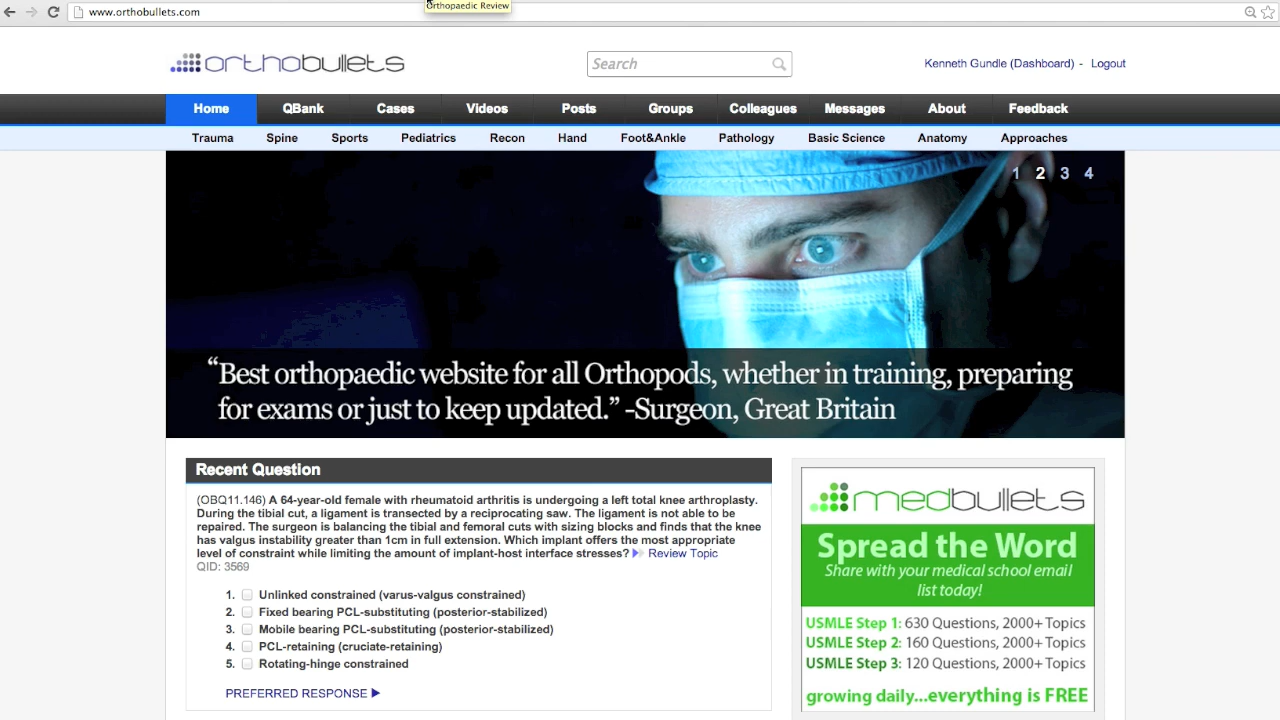 Orthopaedic Review
www.orthobullets.com
orthobullets
Search
Kenneth Gundle (Dashboard) - Logout
Home QBank Cases Videos Posts Groups Colleagues Messages About Feedback
Trauma Spine Sports Pediatrics Recon Hand Foot&Ankle Pathology Basic Science Anatomy Approaches
1 2 3 4
“Best orthopaedic website for all Orthopods, whether in training, preparing
for exams or just to keep updated.” -Surgeon, Great Britain
Recent Question
(OBQ11.146) A 64-year-old female with rheumatoid arthritis is undergoing a left total knee arthroplasty.
During the tibial cut, a ligament is transected by a reciprocating saw. The ligament is not able to be
repaired. The surgeon is balancing the tibial and femoral cuts with sizing blocks and finds that the knee
has valgus instability greater than 1cm in full extension. Which implant offers the most appropriate
level of constraint while limiting the amount of implant-host interface stresses? Review Topic
QID: 3569
1. Unlinked constrained (varus-valgus constrained)
2. Fixed bearing PCL-substituting (posterior-stabilized)
3. Mobile bearing PCL-substituting (posterior-stabilized)
4. PCL-retaining (cruciate-retaining)
5. Rotating-hinge constrained
PREFERRED RESPONSE
medbullets
Spread the Word
Share with your medical school email
list today!
USMLE Step 1: 630 Questions, 2000+ Topics
USMLE Step 2: 160 Questions, 2000+ Topics
USMLE Step 3: 120 Questions, 2000+ Topics
growing daily...everything is FREE